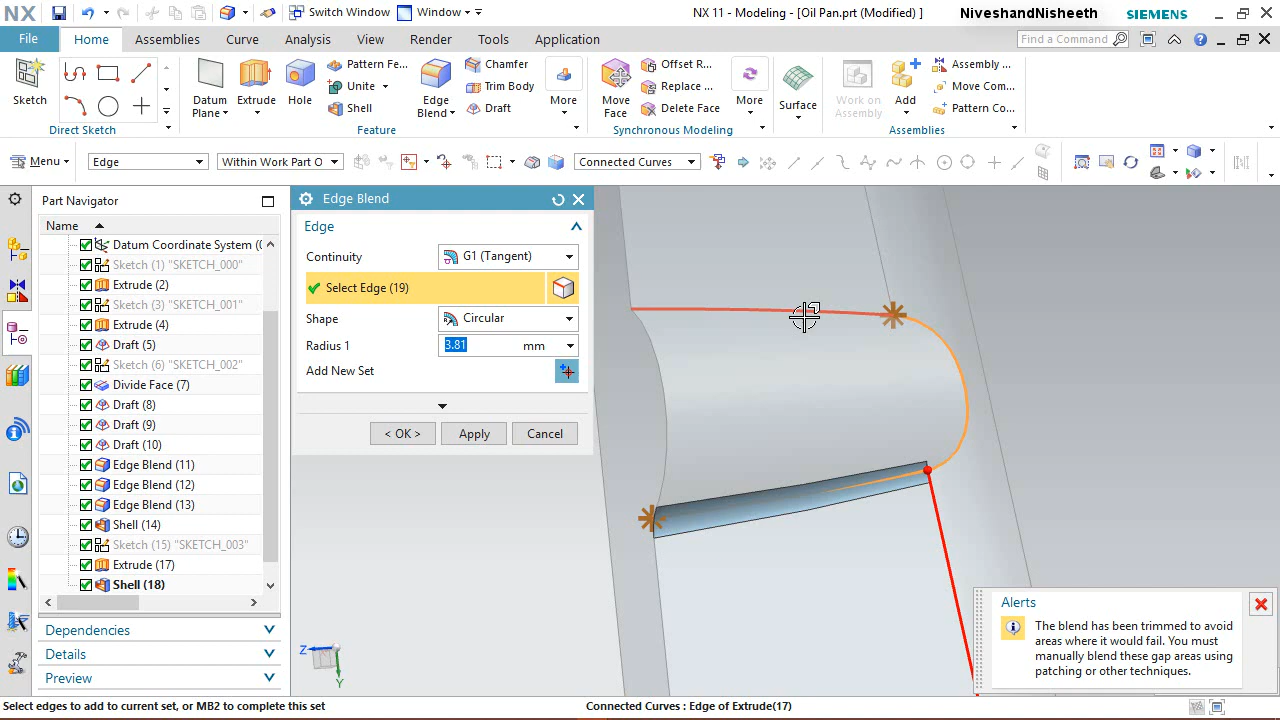 NX
Switch Window
Window
NX 11 - Modeling - [Oil Pan.prt (Modified) ]
NiveshandNisheeth
SIEMENS
File
Home
Assemblies
Curve
Analysis
View
Render
Tools
Application
Find a Command
Sketch
Direct Sketch
Datum
Plane
Extrude
Hole
Pattern Fe...
Unite
Shell
Edge
Blend
Chamfer
Trim Body
Draft
More
Feature
Move
Face
Offset R...
Replace ...
Delete Face
More
Synchronous Modeling
Surface
Work on
Assembly
Add
Assembly ...
Move Com...
Pattern Co...
Assemblies
Menu
Edge
Within Work Part O
Connected Curves
Part Navigator
Name
Datum Coordinate System (0
Sketch (1) "SKETCH_000"
Extrude (2)
Sketch (3) "SKETCH_001"
Extrude (4)
Draft (5)
Sketch (6) "SKETCH_002"
Divide Face (7)
Draft (8)
Draft (9)
Draft (10)
Edge Blend (11)
Edge Blend (12)
Edge Blend (13)
Shell (14)
Sketch (15) "SKETCH_003"
Extrude (17)
Shell (18)
Dependencies
Details
Preview
Edge Blend
Edge
Continuity
G1 (Tangent)
Select Edge (19)
Shape
Circular
Radius 1
3.81
mm
Add New Set
< OK >
Apply
Cancel
Z
Y
Alerts
The blend has been trimmed to avoid
areas where it would fail. You must
manually blend these gap areas using
patching or other techniques.
Select edges to add to current set, or MB2 to complete this set
Connected Curves : Edge of Extrude(17)